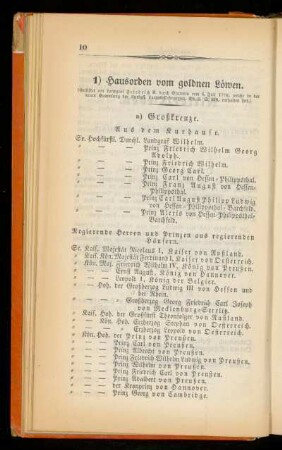 10
1) Hausorden vom goldnen Löwen.
a) Großkreuze.
Aus dem Kurhause.
Se. Hochfürstl. Durchl. Landgraf Wilhelm.
— — Prinz Friedrich Wilhelm Georg
Adolph.
— — Prinz Friedrich Wilhelm.
— — Prinz Georg Carl.
— — Prinz Carl von Hessen-Philippsthal.
— — Prinz Franz August von Hessen-
Philippsthal.
— — Prinz Carl August Philipp Ludwig
von Hessen-Philippsthal-Barchfeld.
— — Prinz Alexis von Hessen-Philippsthal-
Barchfeld.
Regierende Herren und Prinzen aus regierenden
Häusern.
Se. Kais. Majestät Nicolaus I., Kaiser von Rußland.
— Kais. Kön. Majestät Ferdinand I., Kaiser von Oesterreich.
— Kön. Maj. Friedrich Wilhelm IV., König von Preußen.
— — Ernst August, König von Hannover.
— — Leopold I., König der Belgier.
— — Hoh. der Großherzog Ludwig III von Hessen und
bei Rhein.
— — Großherzog Georg Friedrich Carl Joseph
von Mecklenburg-Strelitz.
— Kais. Hoh. der Großfürst Thronfolger von Rußland.
— — Kön. Hoh. Erzherzog Stephan von Oesterreich.
— — Erzherzog Leopold von Oesterreich.
— Kön. Hoh. der Prinz von Preußen.
— — Prinz Carl von Preußen.
— — Prinz Albrecht von Preußen.
— — Prinz Friedrich Wilhelm Ludwig von Preußen.
— — Prinz Wilhelm von Preußen.
— — Prinz Friedrich Carl von Preußen.
— — Prinz Adalbert von Preußen.
— — der Kronprinz von Hannover.
— — Prinz Georg von Cambridge.